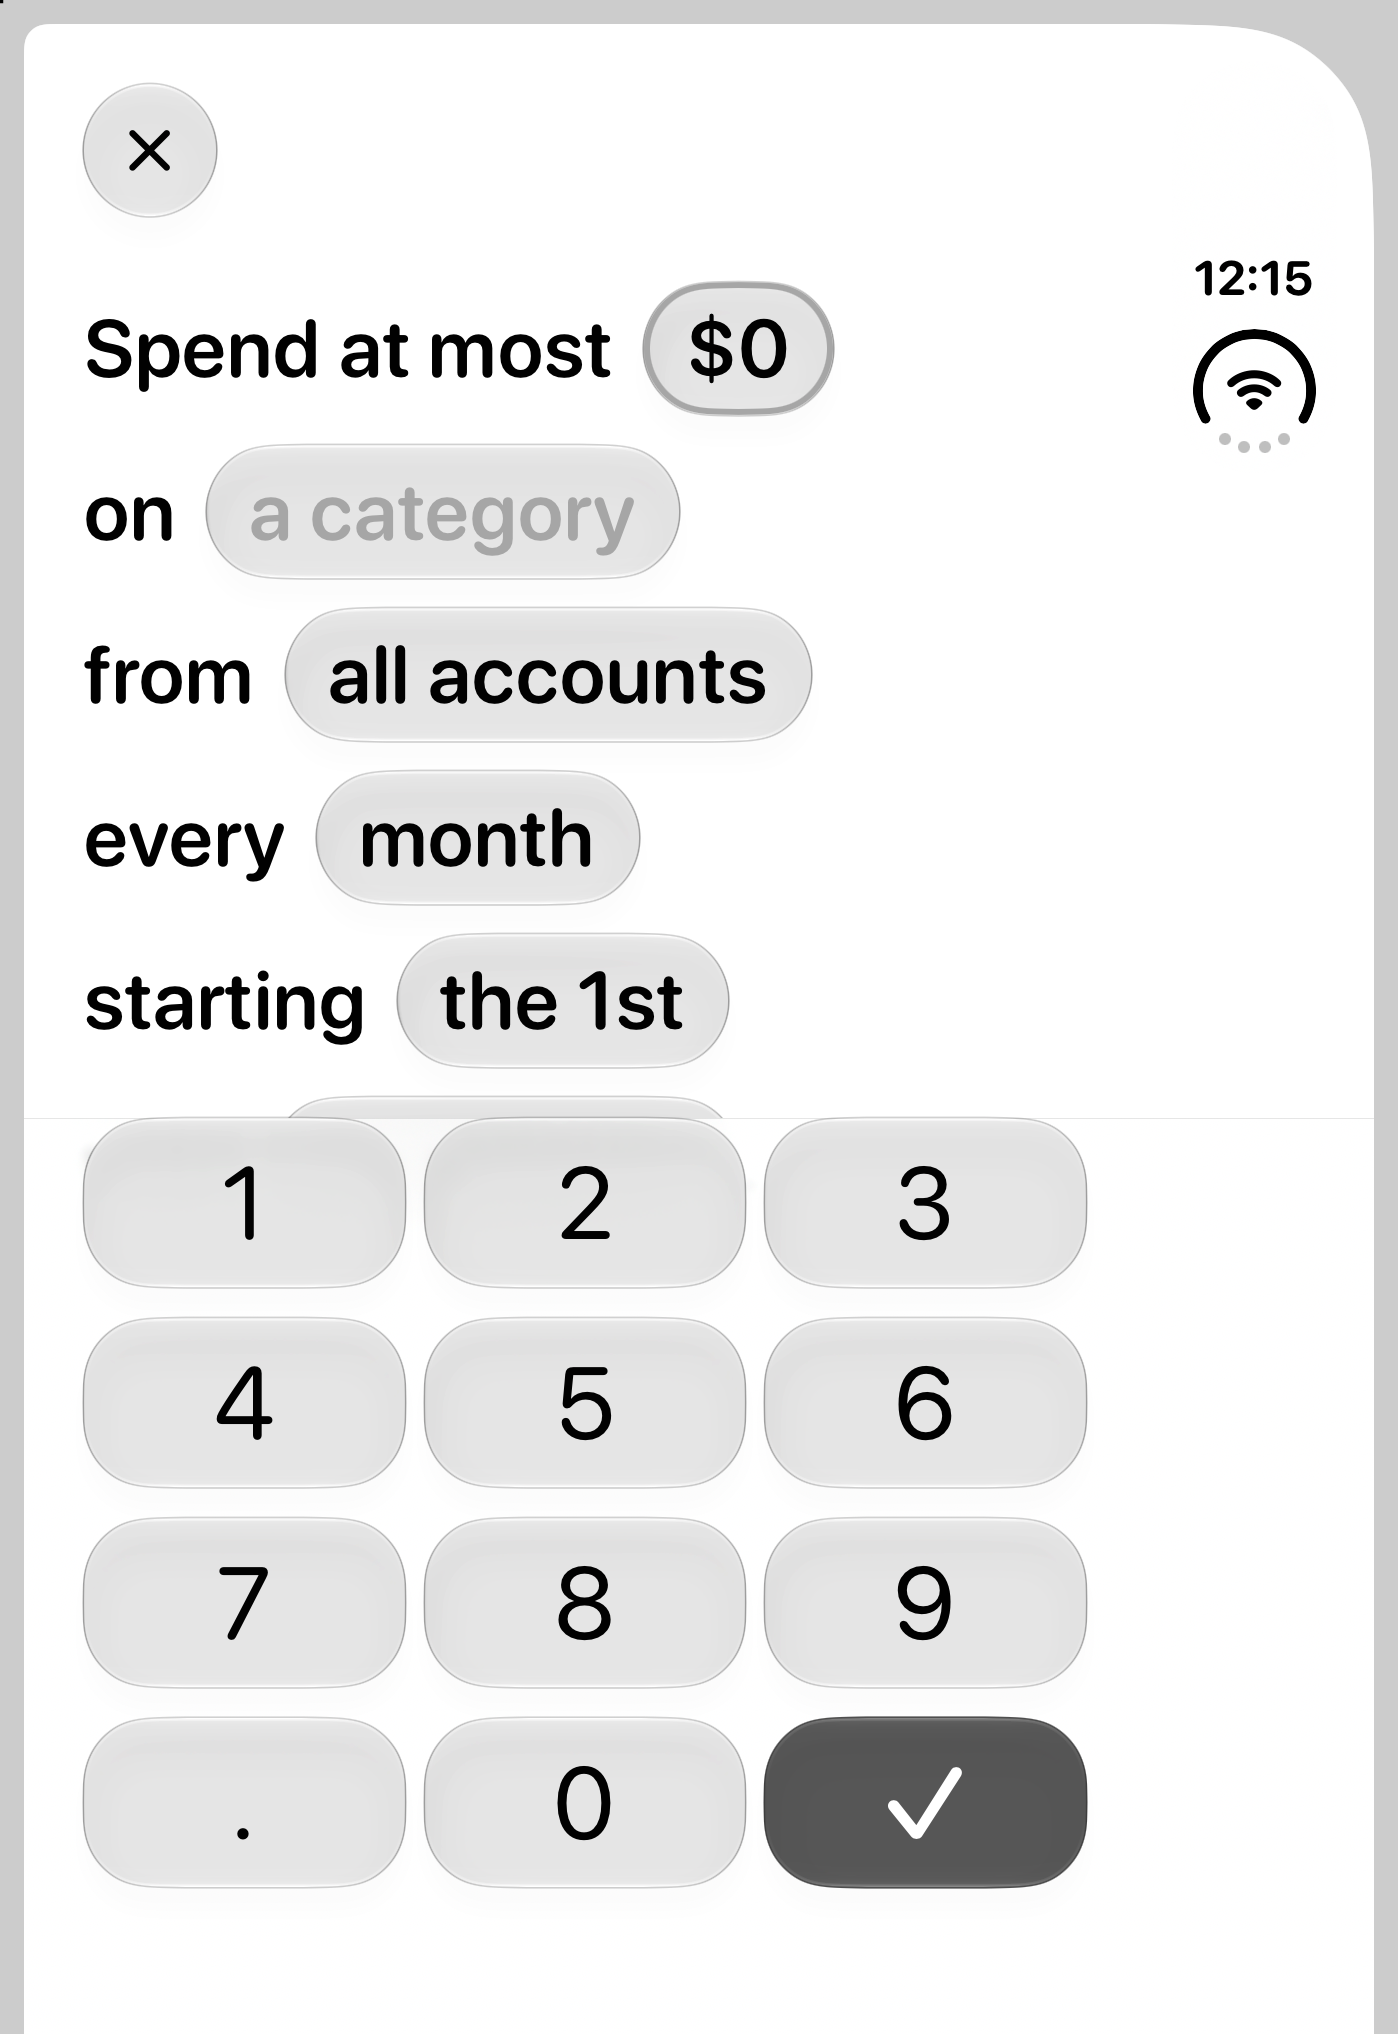 12:15
Spend at most $0
on a category
from all accounts
every month
starting the 1st
1 2 3
4 5 6
7 8 9
. 0